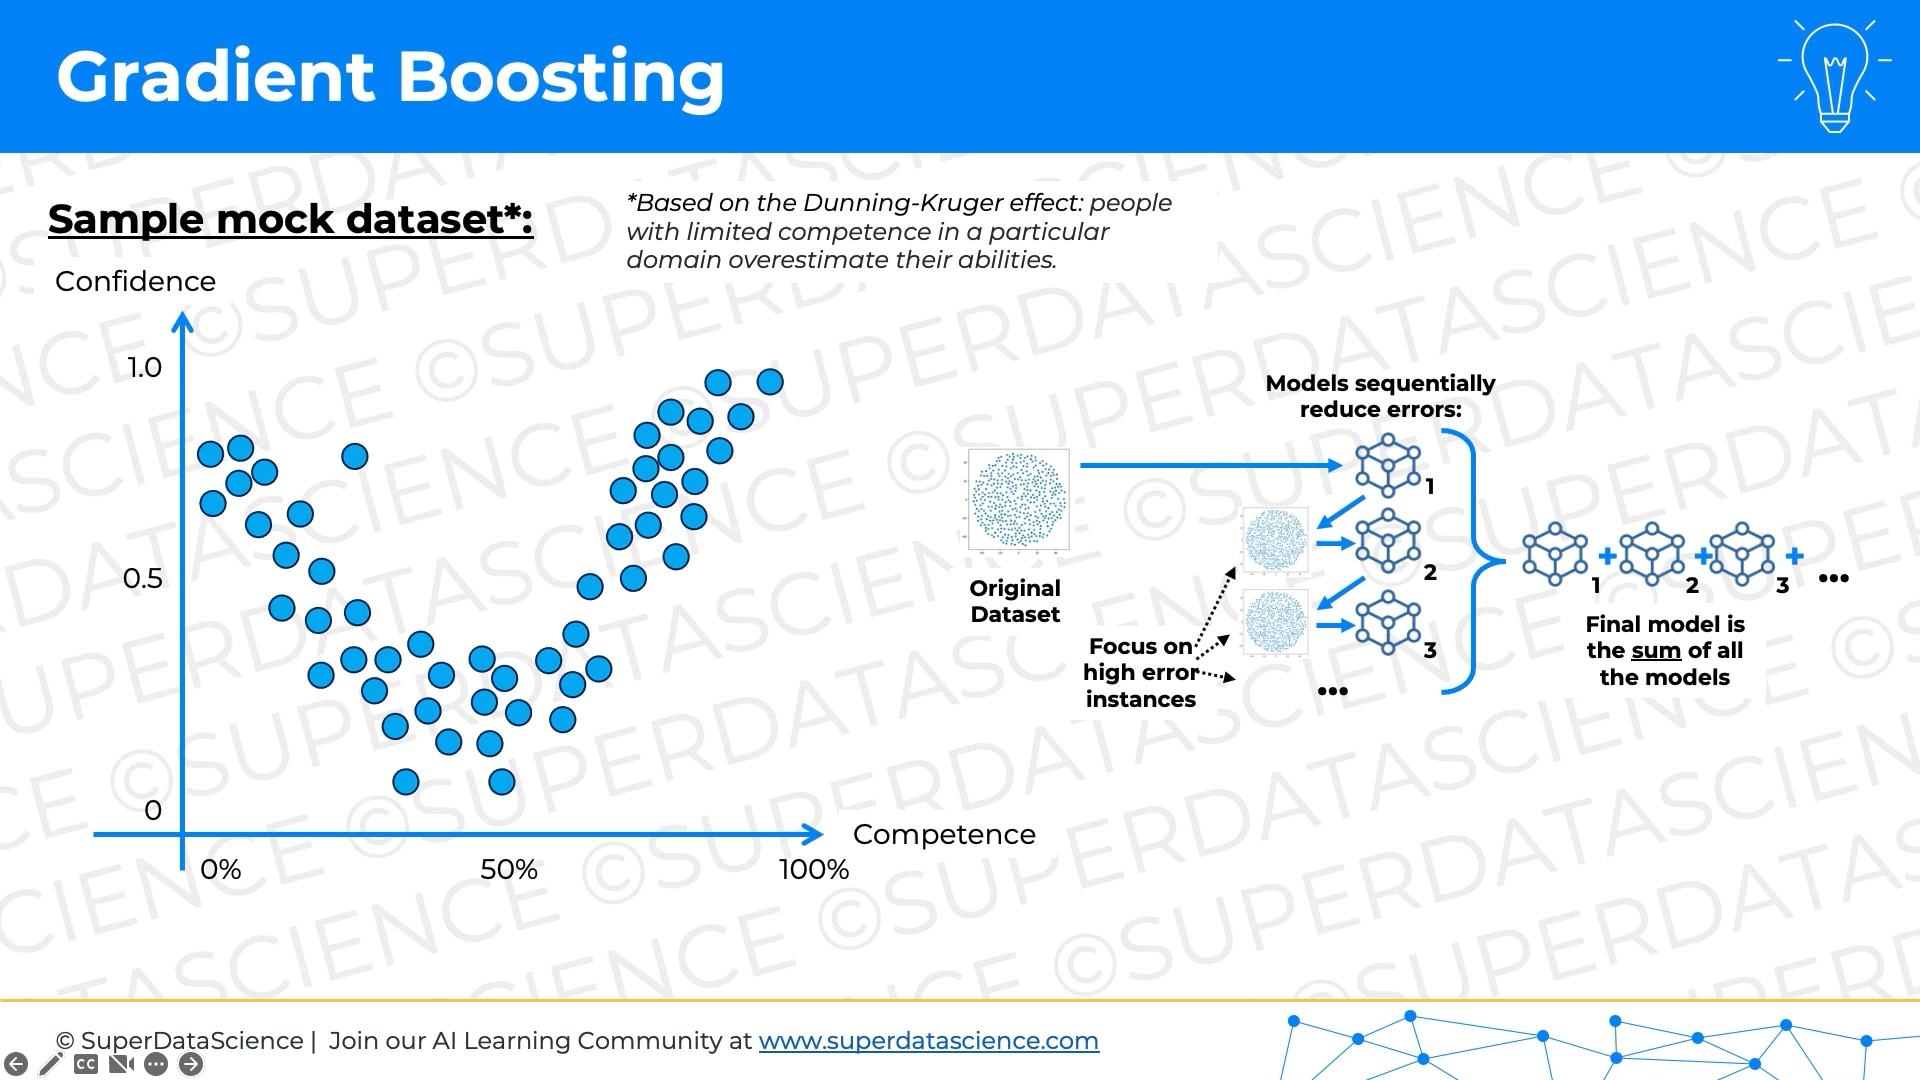 Gradient Boosting
Sample mock dataset*:
*Based on the Dunning-Kruger effect: people
with limited competence in a particular
domain overestimate their abilities.
Confidence
1.0
0.5
0
0%
50%
100%
Competence
Models sequentially
reduce errors:
Original
Dataset
1
2
3
Focus on
high error
instances
•••
1
+
2
+
3
+
•••
Final model is
the sum of all
the models
©SUPERDATASCIENCE
© SuperDataScience | Join our AI Learning Community at www.superdatascience.com
CC